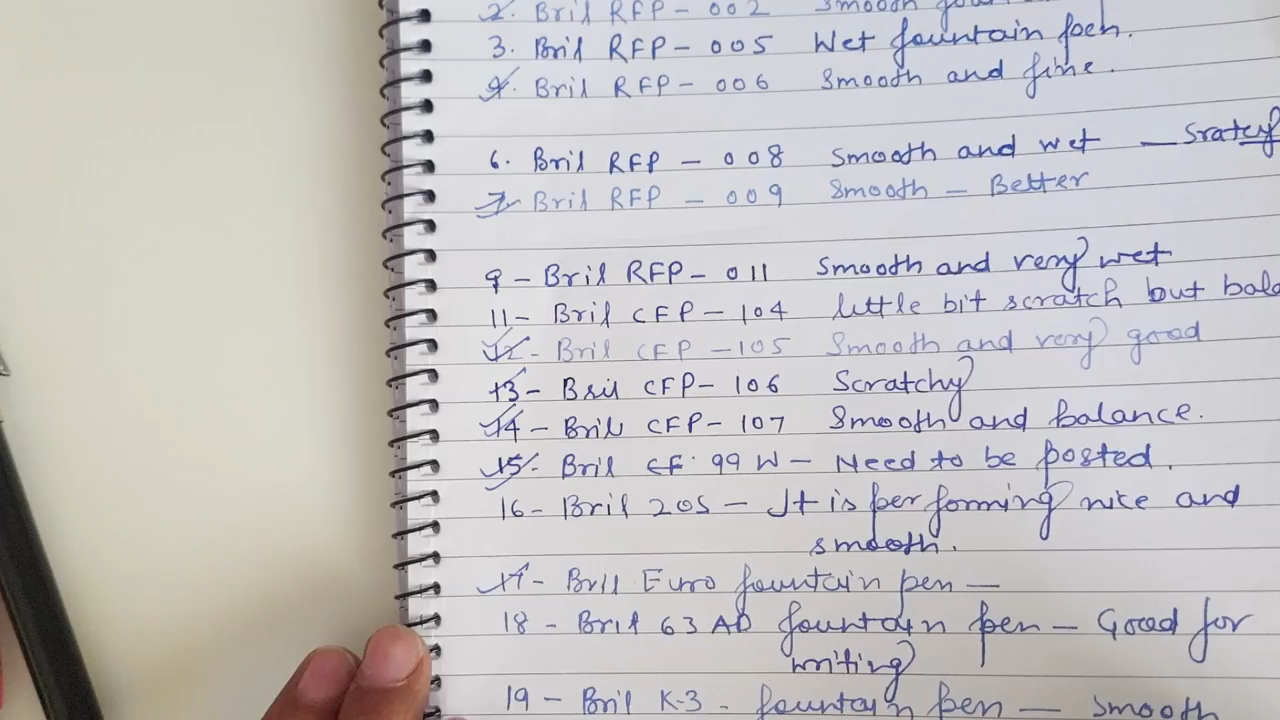 2. Bril RFP - 002 Smooth
3. Bril RFP - 005 Wet fountain pen.
4. Bril RFP - 006 Smooth and fine.
6. Bril RFP - 008 Smooth and wet -
7. Bril RFP - 009 Smooth - Better
9 - Bril RFP - 011 Smooth and very wet
11 - Bril CFP - 104 little bit scratch but
12 - Bril CFP - 105 Smooth and very good
13 - Bril CFP - 106 Scratchy
14 - Bril CFP - 107 Smooth and balance.
15 - Bril CF 99 W - Need to be posted.
16 - Bril 205 - It is performing nice and
smooth.
17 - Bril Euro fountain pen -
18 - Bril 63 AD fountain pen - Good for
writing
19 - Bril K-3 - fountain pen - smooth